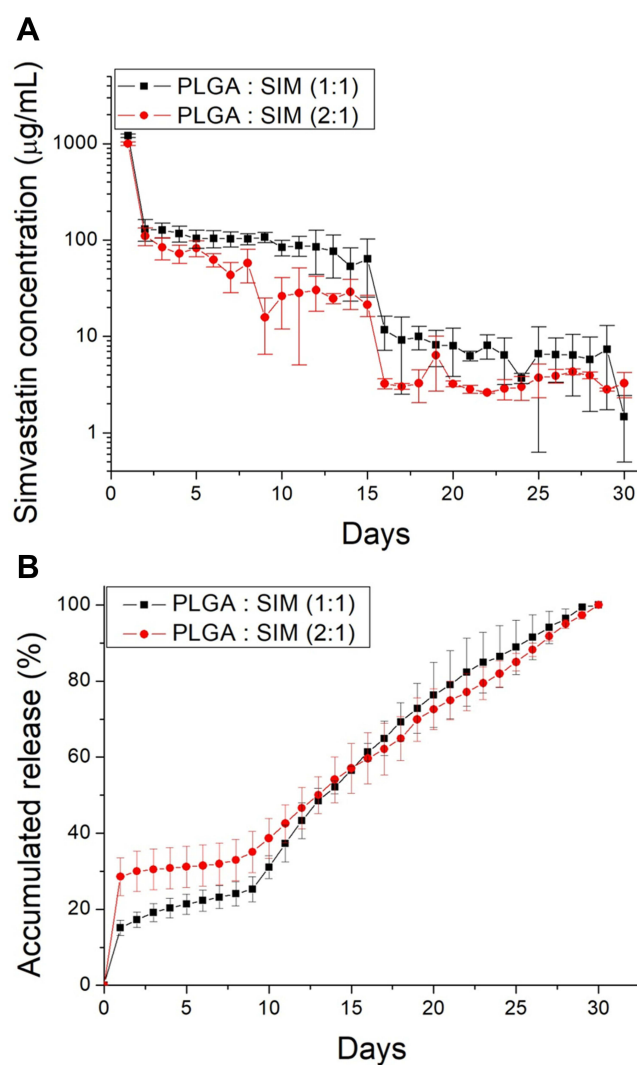 A
PLGA : SIM (1:1)
PLGA : SIM (2:1)
Simvastatin concentration (μg/mL)
1000
100
10
1
0 5 10 15 20 25 30
Days
B
PLGA : SIM (1:1)
PLGA : SIM (2:1)
Accumulated release (%)
100
80
60
40
20
0
0 5 10 15 20 25 30
Days